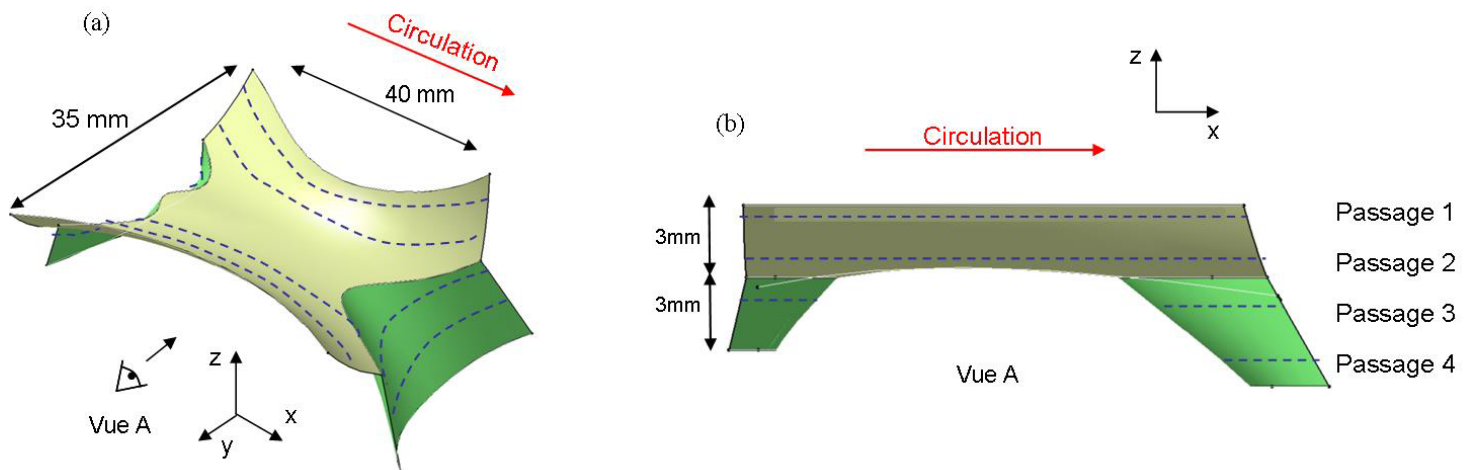 (a)
Circulation
35 mm
40 mm
Vue A
z
x
y
(b)
z
x
Circulation
3mm
3mm
Passage 1
Passage 2
Passage 3
Passage 4
Vue A